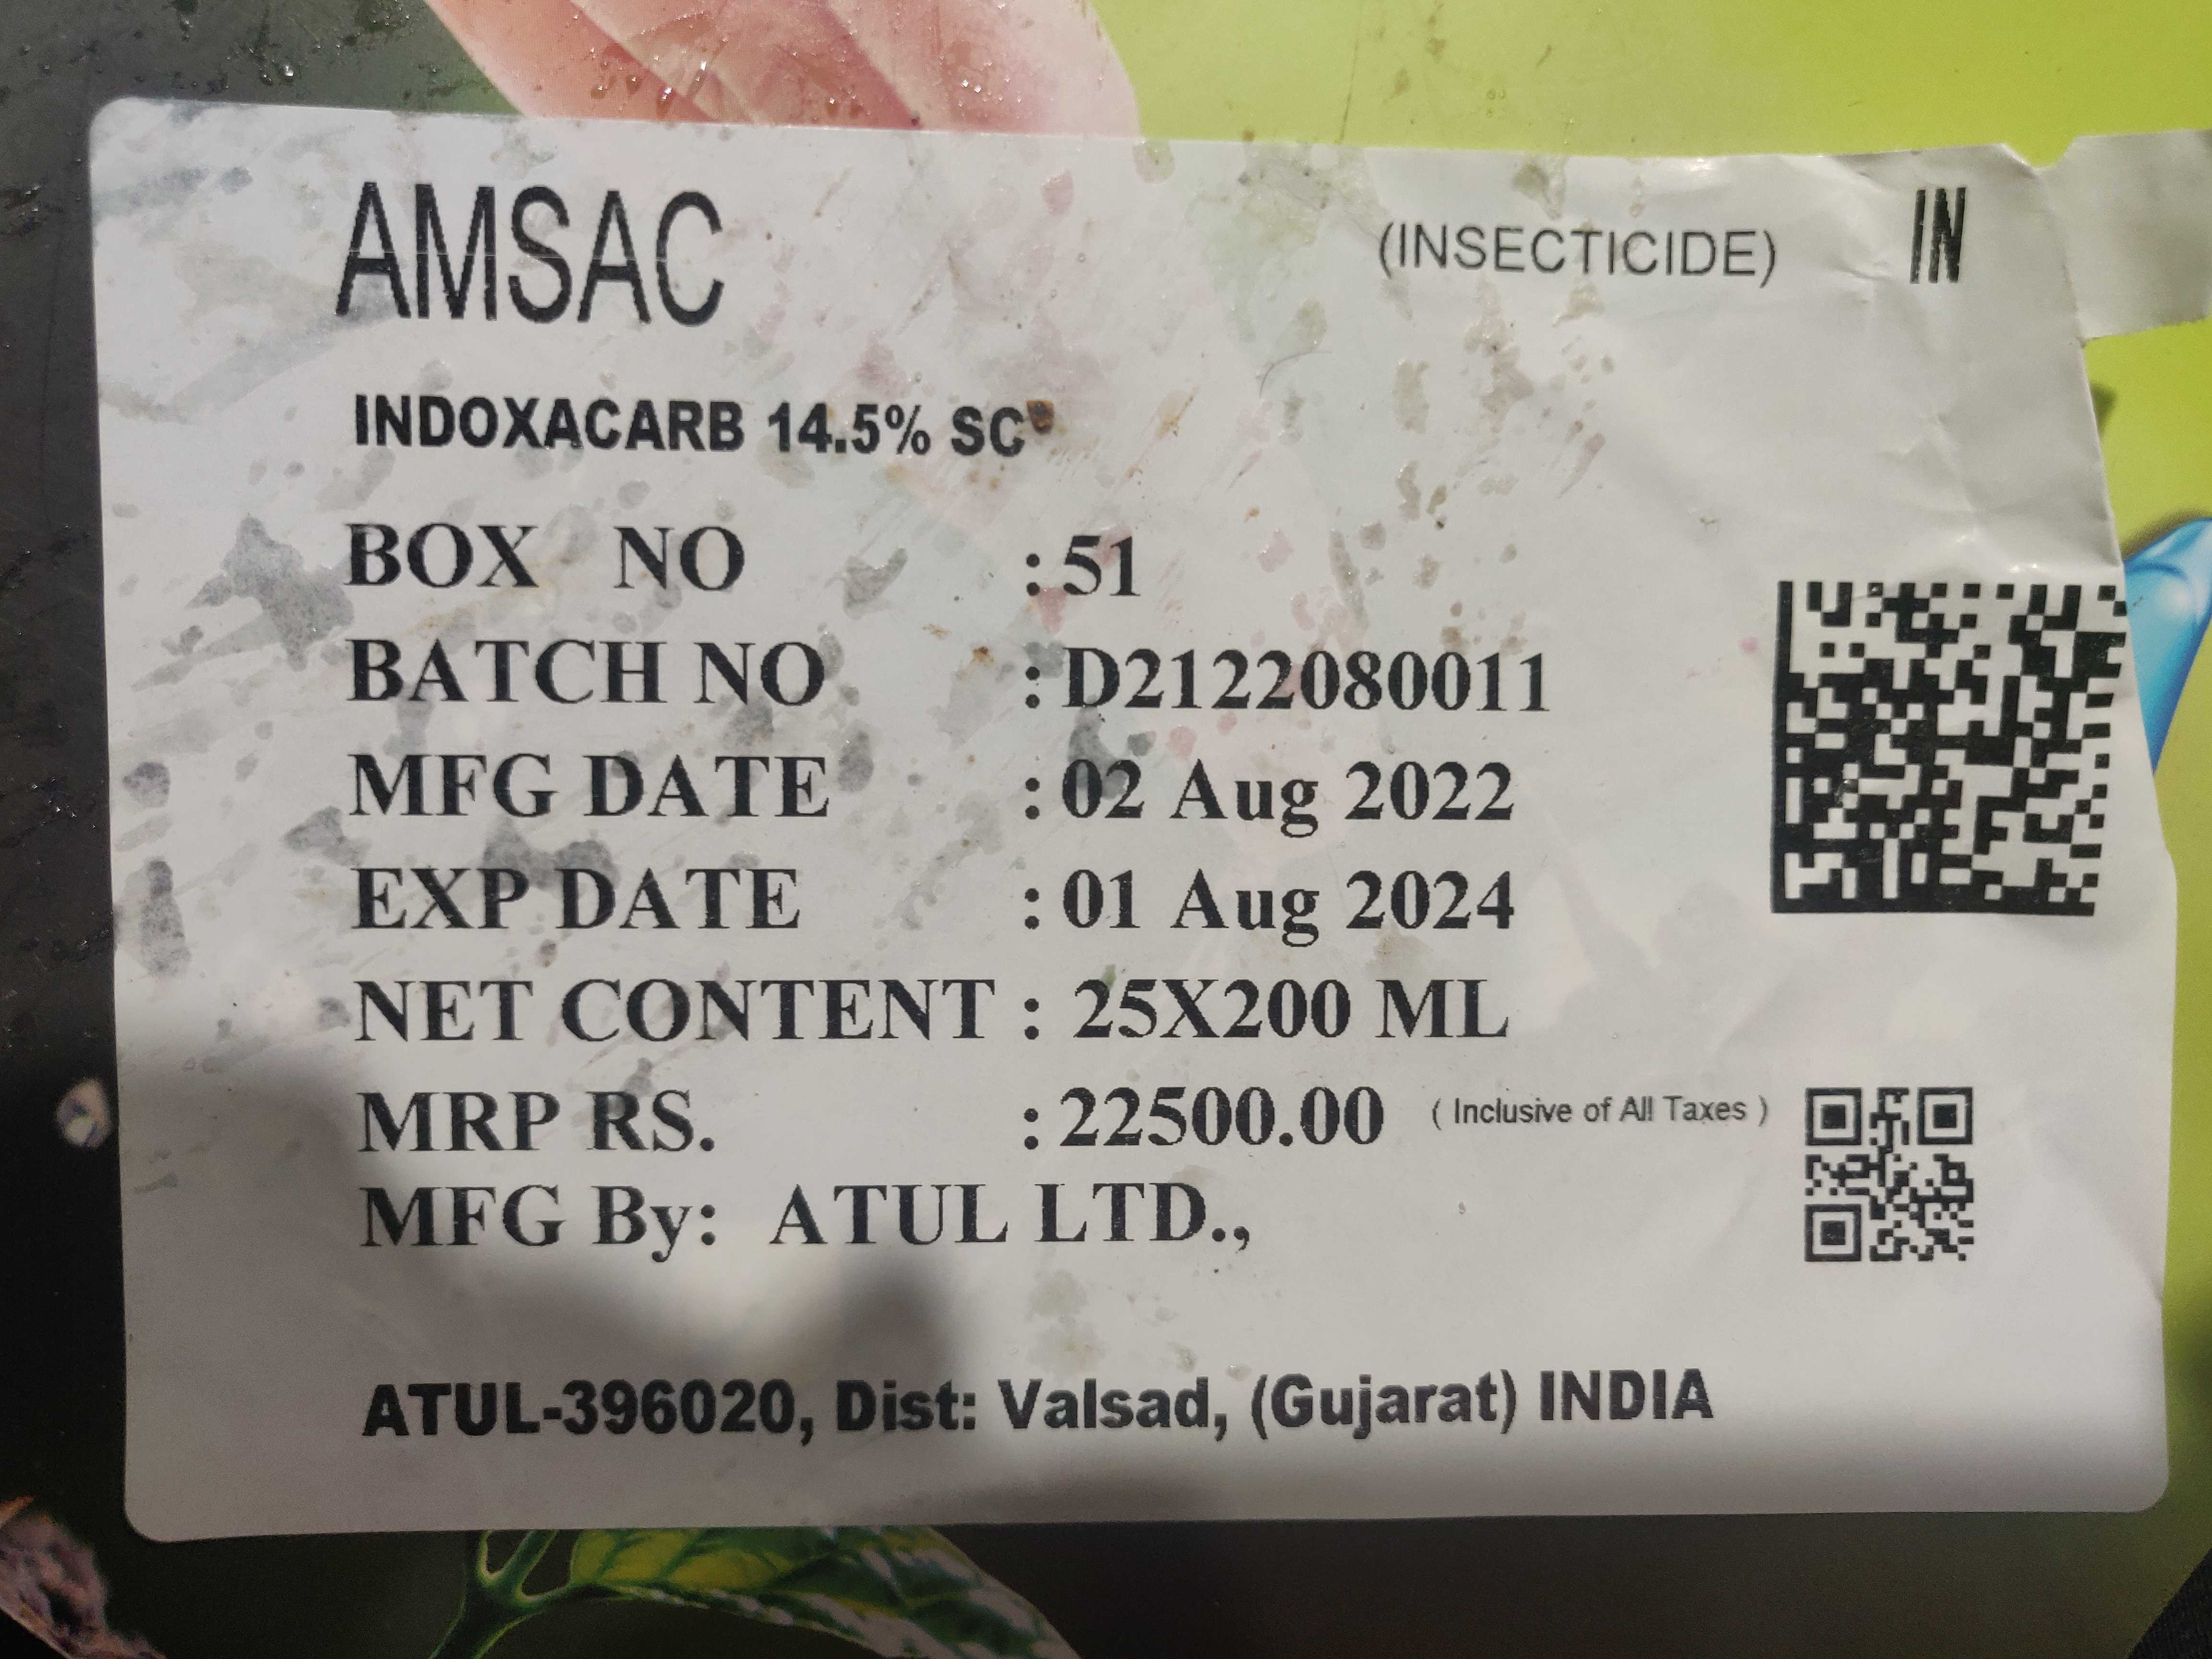 AMSAC (INSECTICIDE) IN
INDOXACARB 14.5% SC
BOX NO : 51
BATCH NO : D2122080011
MFG DATE : 02 Aug 2022
EXP DATE : 01 Aug 2024
NET CONTENT : 25X200 ML
MRP RS. : 22500.00 ( Inclusive of All Taxes )
MFG By: ATUL LTD.,
ATUL-396020, Dist: Valsad, (Gujarat) INDIA